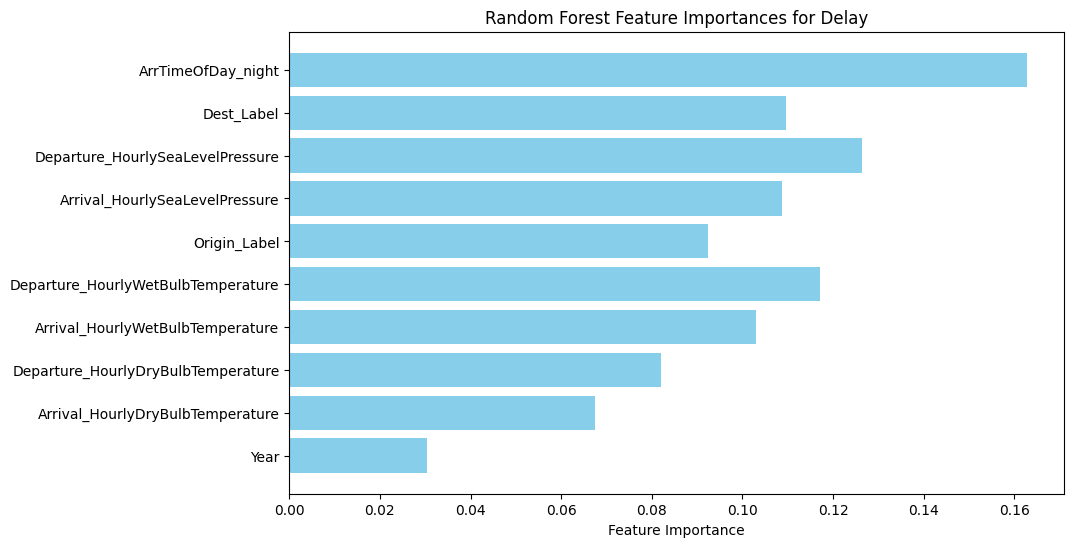 Random Forest Feature Importances for Delay
ArrTimeOfDay_night
Dest_Label
Departure_HourlySeaLevelPressure
Arrival_HourlySeaLevelPressure
Origin_Label
Departure_HourlyWetBulbTemperature
Arrival_HourlyWetBulbTemperature
Departure_HourlyDryBulbTemperature
Arrival_HourlyDryBulbTemperature
Year
0.00 0.02 0.04 0.06 0.08 0.10 0.12 0.14 0.16
Feature Importance